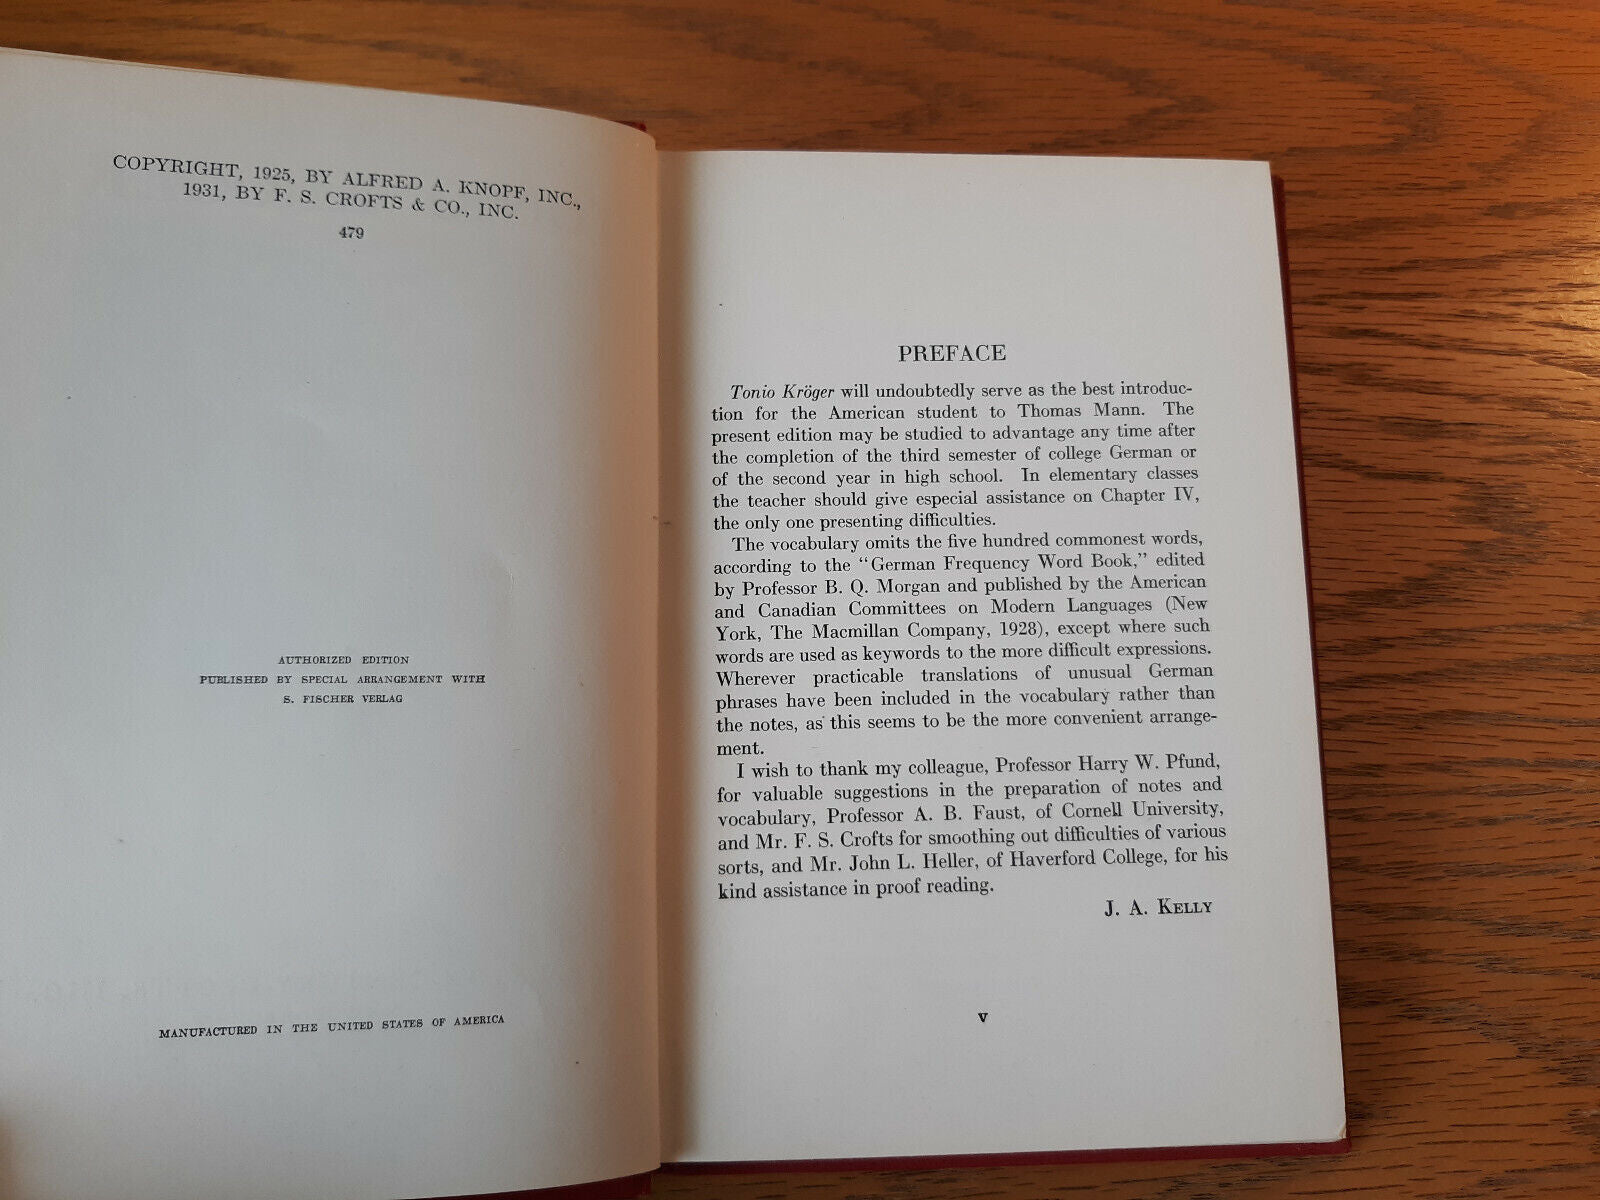 COPYRIGHT, 1925, BY ALFRED A. KNOPF, INC.,
1931, BY F. S. CROFTS & CO., INC.
479
AUTHORIZED EDITION
PUBLISHED BY SPECIAL ARRANGEMENT WITH
S. FISCHER VERLAG
MANUFACTURED IN THE UNITED STATES OF AMERICA
PREFACE
Tonio Kröger will undoubtedly serve as the best introduc-
tion for the American student to Thomas Mann. The
present edition may be studied to advantage any time after
the completion of the third semester of college German or
of the second year in high school. In elementary classes
the teacher should give especial assistance on Chapter IV,
the only one presenting difficulties.
The vocabulary omits the five hundred commonest words,
according to the “German Frequency Word Book,” edited
by Professor B. Q. Morgan and published by the American
and Canadian Committees on Modern Languages (New
York, The Macmillan Company, 1928), except where such
words are used as keywords to the more difficult expressions.
Wherever practicable translations of unusual German
phrases have been included in the vocabulary rather than
the notes, as this seems to be the more convenient arrange-
ment.
I wish to thank my colleague, Professor Harry W. Pfund,
for valuable suggestions in the preparation of notes and
vocabulary, Professor A. B. Faust, of Cornell University,
and Mr. F. S. Crofts for smoothing out difficulties of various
sorts, and Mr. John L. Heller, of Haverford College, for his
kind assistance in proof reading.
J. A. KELLY
v